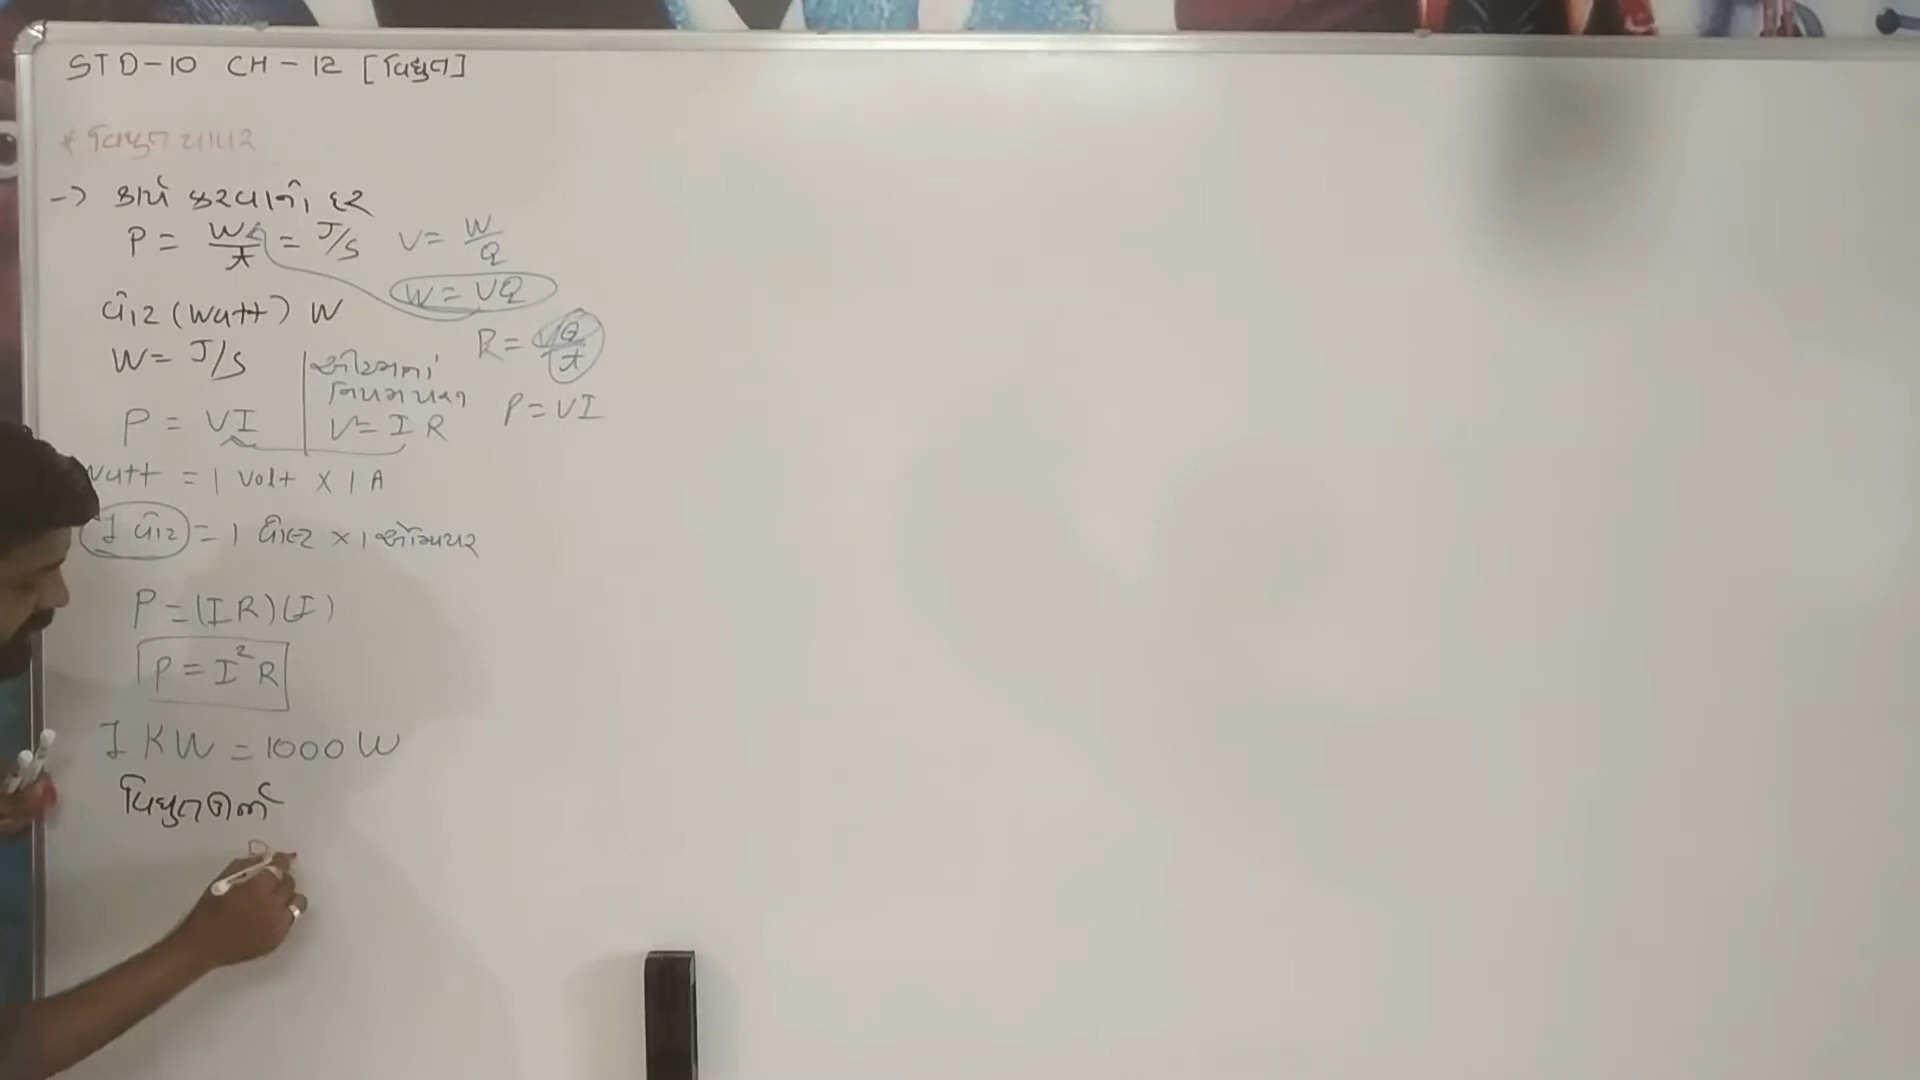 STD-10 CH-12 [વિધુત]
* વિધુત પાવર
-> કાર્ય કરવાનો દર
P = W/t = J/S
વોટ (Watt) W
W = J/S
P = VI
watt = 1 Volt × 1 A
1 વોટ = 1 વોલ્ટ × 1 એમ્પિયર
P = (IR)(I)
P = I²R
1 KW = 1000 W
વિધુતઊર્જા
V = W/Q
W = VQ
R = VQ/t
P = VI
ઓહમનાં
નિયમ પરથી
V = IR